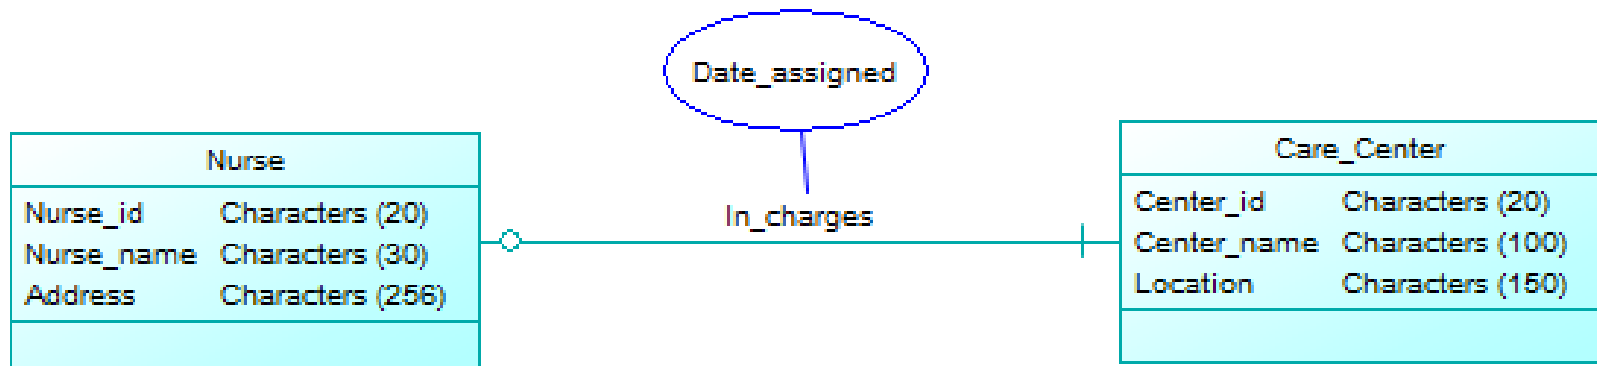 Date_assigned
Nurse
Nurse_id Characters (20)
Nurse_name Characters (30)
Address Characters (256)
In_charges
Care_Center
Center_id Characters (20)
Center_name Characters (100)
Location Characters (150)